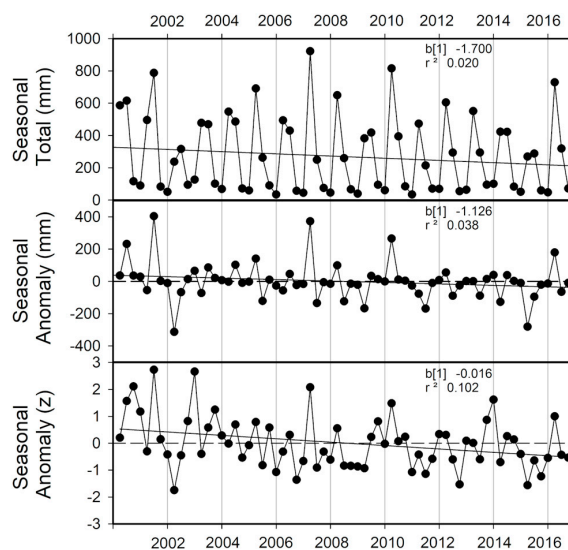 2002 2004 2006 2008 2010 2012 2014 2016
Seasonal
Total (mm)
1000
800
600
400
200
0
b[1] -1.700
r ² 0.020
Seasonal
Anomaly (mm)
400
200
0
-200
-400
b[1] -1.126
r ² 0.038
Seasonal
Anomaly (z)
3
2
1
0
-1
-2
-3
b[1] -0.016
r ² 0.102
2002 2004 2006 2008 2010 2012 2014 2016